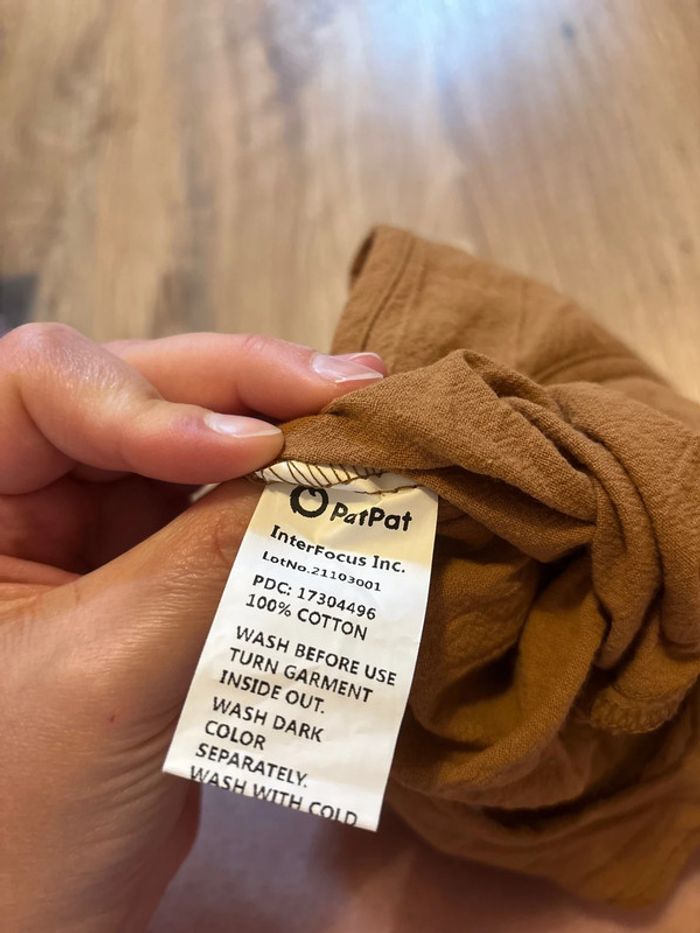 PatPat
InterFocus Inc.
LotNo.21103001
PDC: 17304496
100% COTTON
WASH BEFORE USE
TURN GARMENT
INSIDE OUT.
WASH DARK
COLOR
SEPARATELY.
WASH WITH COLD